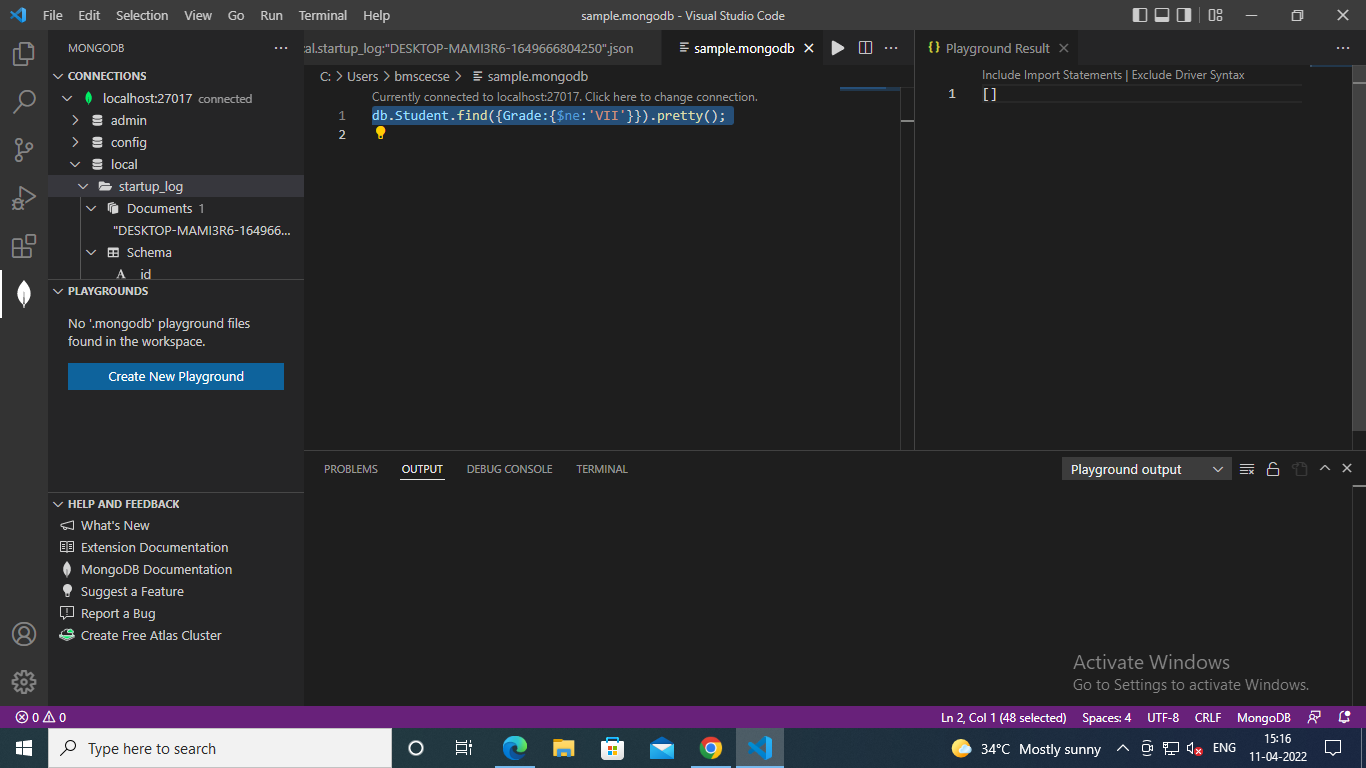 File Edit Selection View Go Run Terminal Help
sample.mongodb - Visual Studio Code
MONGODB
CONNECTIONS
localhost:27017 connected
admin
config
local
startup_log
Documents 1
"DESKTOP-MAMI3R6-164966...
Schema
id
PLAYGROUNDS
No '.mongodb' playground files
found in the workspace.
Create New Playground
HELP AND FEEDBACK
What's New
Extension Documentation
MongoDB Documentation
Suggest a Feature
Report a Bug
Create Free Atlas Cluster
cal.startup_log:"DESKTOP-MAMI3R6-1649666804250".json
sample.mongodb
C: > Users > bmscecse > sample.mongodb
Currently connected to localhost:27017. Click here to change connection.
1 db.Student.find({Grade:{$ne:'VII'}}).pretty();
2
Playground Result
Include Import Statements | Exclude Driver Syntax
1 []
PROBLEMS OUTPUT DEBUG CONSOLE TERMINAL
Playground output
Activate Windows
Go to Settings to activate Windows.
0 0
Ln 2, Col 1 (48 selected) Spaces: 4 UTF-8 CRLF MongoDB
Type here to search
34°C Mostly sunny
ENG
15:16
11-04-2022